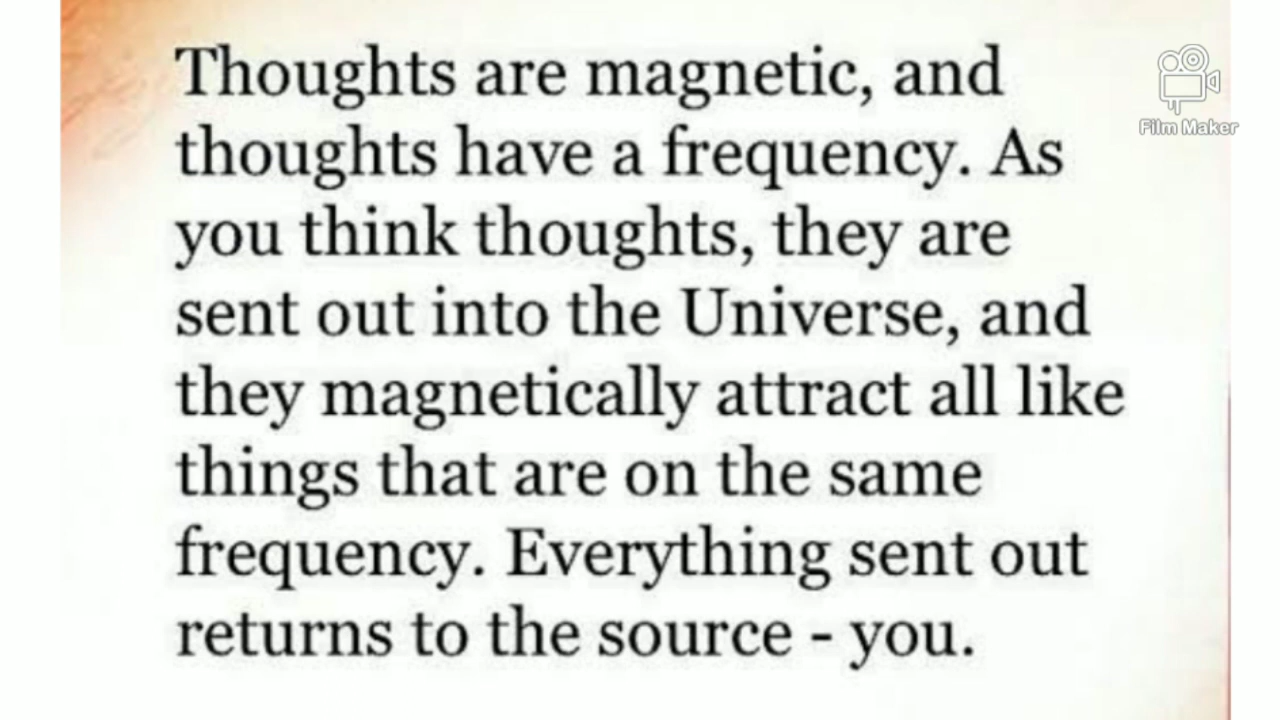 Thoughts are magnetic, and
thoughts have a frequency. As
you think thoughts, they are
sent out into the Universe, and
they magnetically attract all like
things that are on the same
frequency. Everything sent out
returns to the source - you.
Film Maker